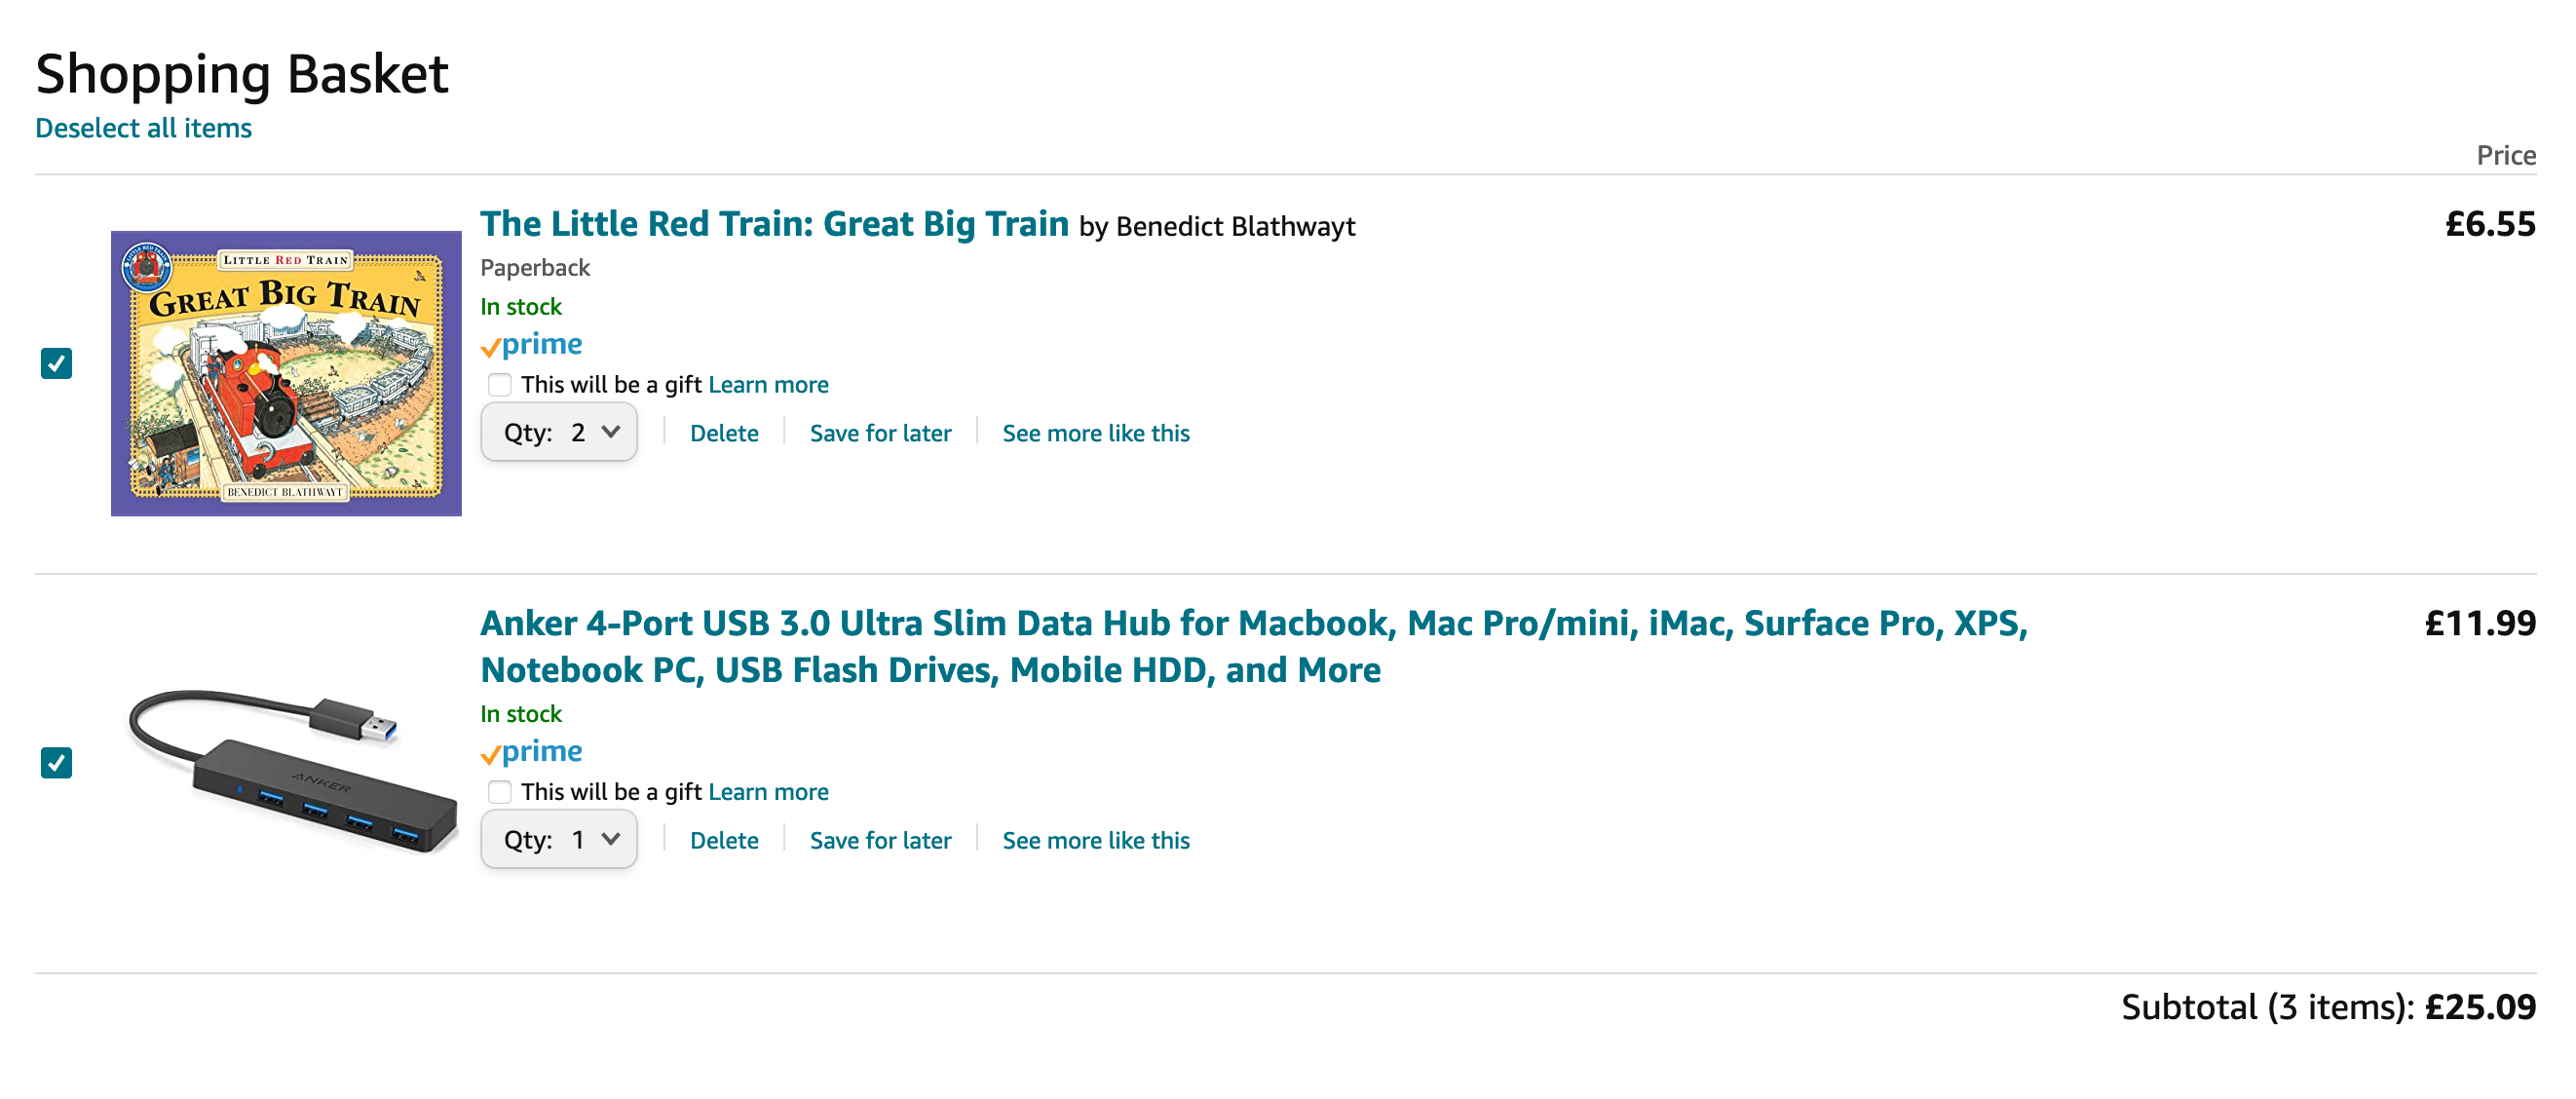 Shopping Basket
Deselect all items
Price
The Little Red Train: Great Big Train by Benedict Blathwayt
£6.55
LITTLE RED TRAIN
LITTLE RED TRAIN
GREAT BIG TRAIN
BENEDICT BLATHWAYT
Paperback
In stock
prime
This will be a gift Learn more
Qty: 2
Delete
Save for later
See more like this
Anker 4-Port USB 3.0 Ultra Slim Data Hub for Macbook, Mac Pro/mini, iMac, Surface Pro, XPS,
Notebook PC, USB Flash Drives, Mobile HDD, and More
£11.99
ANKER
In stock
prime
This will be a gift Learn more
Qty: 1
Delete
Save for later
See more like this
Subtotal (3 items): £25.09